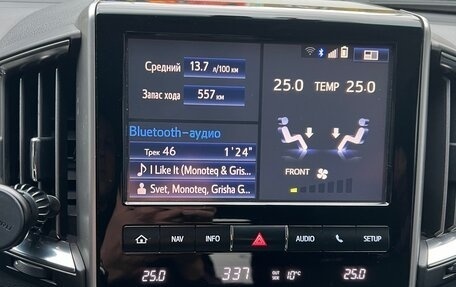 Средний 13.7 л/100 км
Запас хода 557 км
25.0 TEMP 25.0
Bluetooth-аудио
Трек 46 1'24"
I Like It (Monoteq & Gris...
Svet, Monoteq, Grisha G...
FRONT
NAV INFO AUDIO SETUP
25.0 3:37 OUT SIDE 10°C 25.0